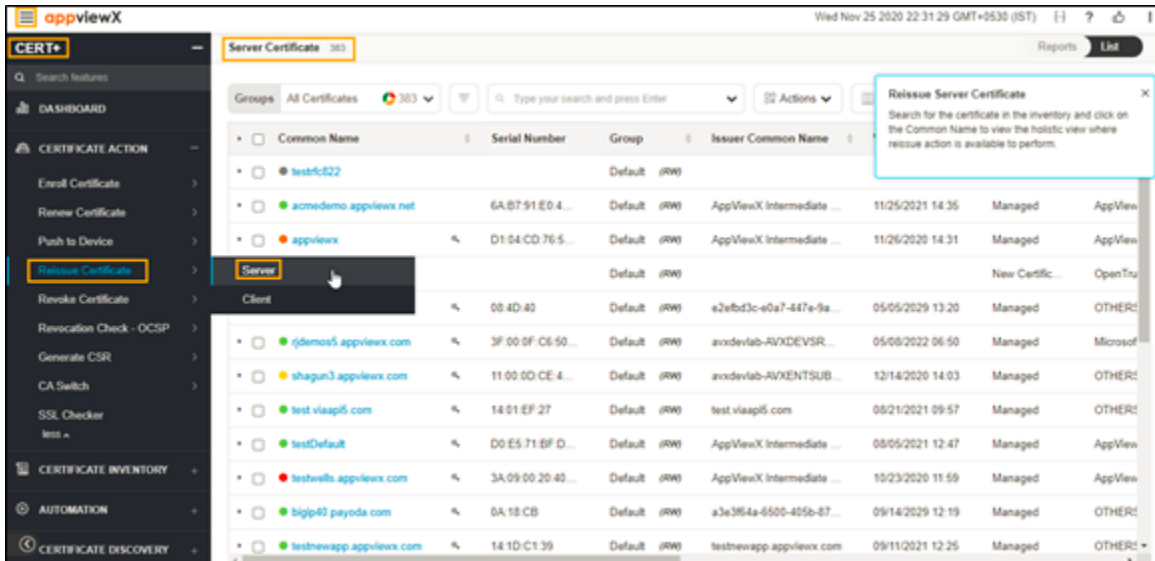 appviewX Wed Nov 25 2020 22:31:29 GMT+0530 (IST) ?
CERT+
Search features
DASHBOARD
CERTIFICATE ACTION
Enroll Certificate
Renew Certificate
Push to Device
Reissue Certificate
Revoke Certificate
Revocation Check - OCSP
Generate CSR
CA Switch
SSL Checker
less
CERTIFICATE INVENTORY
AUTOMATION
CERTIFICATE DISCOVERY
Server
Client
Server Certificate 383 Reports List
Groups All Certificates 383 Type your search and press Enter Actions
Reissue Server Certificate
Search for the certificate in the inventory and click on
the Common Name to view the holistic view where
reissue action is available to perform.
Common Name Serial Number Group Issuer Common Name
testrfc822 Default (RW)
acmedemo.appviewx.net 6A:B7:91:E0:4... Default (RW) AppViewX Intermediate ... 11/25/2021 14:35 Managed AppView
appviewx D1:04:CD:76:5... Default (RW) AppViewX Intermediate ... 11/26/2020 14:31 Managed AppView
Default (RW) New Certific... OpenTru
08:4D:40 Default (RW) e2efbd3c-e0a7-447e-9a... 05/05/2029 13:20 Managed OTHERS
rjdemos5.appviewx.com 3F:00:0F:C6:50... Default (RW) avxdevlab-AVXDEVSR... 05/08/2022 06:50 Managed Microsof
shagun3.appviewx.com 11:00:0D:CE:4... Default (RW) avxdevlab-AVXENTSUB... 12/14/2020 14:03 Managed OTHERS
test.viaapi5.com 14:01:EF:27 Default (RW) test.viaapi5.com 08/21/2021 09:57 Managed OTHERS
testDefault D0:E5:71:BF:D... Default (RW) AppViewX Intermediate ... 08/05/2021 12:47 Managed AppView
testwells.appviewx.com 3A:09:00:20:40... Default (RW) AppViewX Intermediate ... 10/23/2020 11:59 Managed AppView
bigip40.payoda.com 0A:18:CB Default (RW) a3e3f64a-6500-405b-87... 09/14/2029 12:19 Managed OTHERS
testnewapp.appviewx.com 14:1D:C1:39 Default (RW) testnewapp.appviewx.com 09/11/2021 12:25 Managed OTHERS